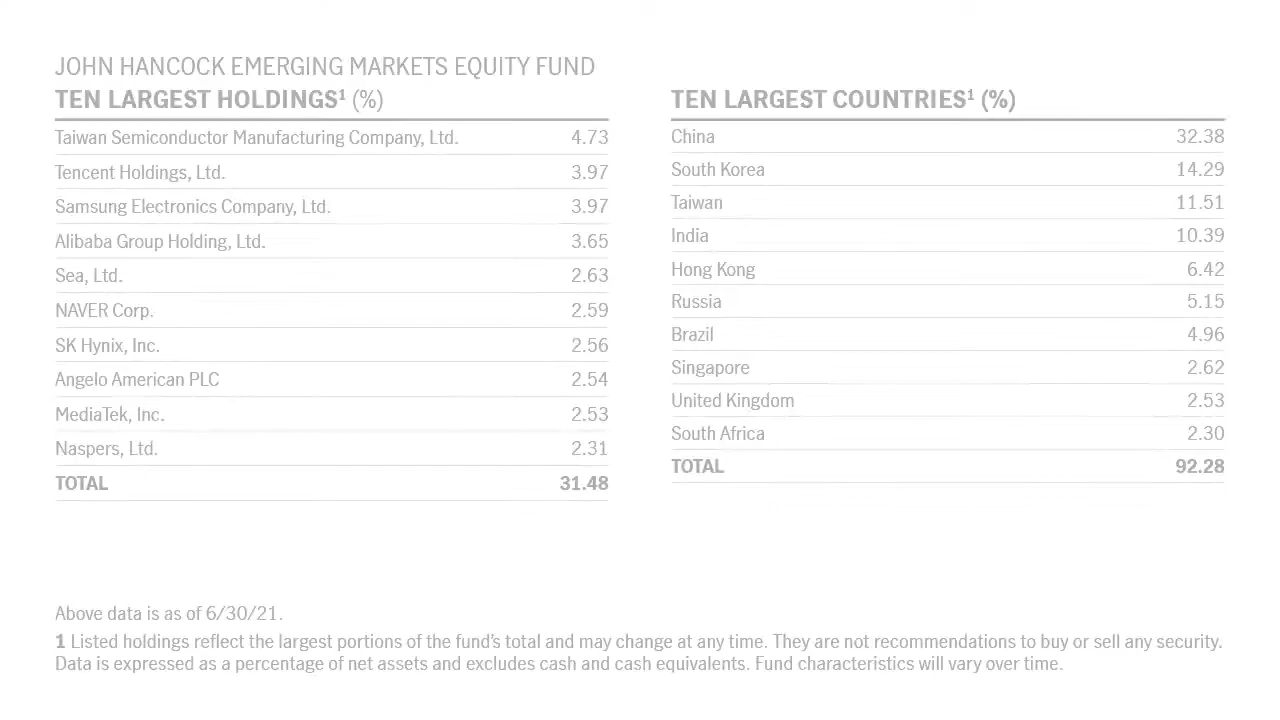 JOHN HANCOCK EMERGING MARKETS EQUITY FUND
TEN LARGEST HOLDINGS¹ (%)
Taiwan Semiconductor Manufacturing Company, Ltd. 4.73
Tencent Holdings, Ltd. 3.97
Samsung Electronics Company, Ltd. 3.97
Alibaba Group Holding, Ltd. 3.65
Sea, Ltd. 2.63
NAVER Corp. 2.59
SK Hynix, Inc. 2.56
Angelo American PLC 2.54
MediaTek, Inc. 2.53
Naspers, Ltd. 2.31
TOTAL 31.48
TEN LARGEST COUNTRIES¹ (%)
China 32.38
South Korea 14.29
Taiwan 11.51
India 10.39
Hong Kong 6.42
Russia 5.15
Brazil 4.96
Singapore 2.62
United Kingdom 2.53
South Africa 2.30
TOTAL 92.28
Above data is as of 6/30/21.
1 Listed holdings reflect the largest portions of the fund's total and may change at any time. They are not recommendations to buy or sell any security.
Data is expressed as a percentage of net assets and excludes cash and cash equivalents. Fund characteristics will vary over time.